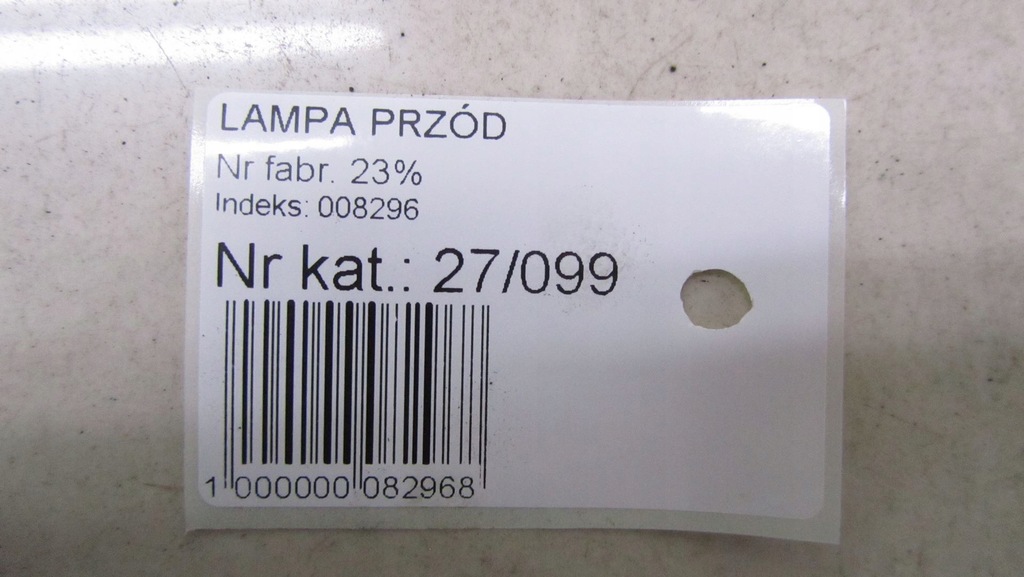 LAMPA PRZÓD
Nr fabr. 23%
Indeks: 008296
Nr kat.: 27/099
1 000000 082968